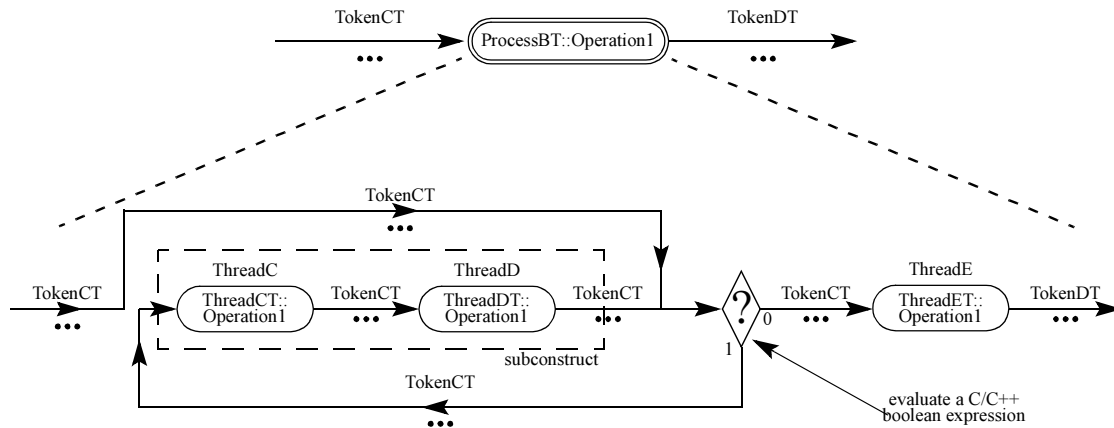 TokenCT
ProcessBT::Operation1
TokenDT
•••
•••
TokenCT
•••
ThreadC
ThreadD
ThreadE
TokenCT
ThreadCT::
Operation1
TokenCT
ThreadDT::
Operation1
TokenCT
?
TokenCT
ThreadET::
Operation1
TokenDT
•••
•••
•••
0
•••
•••
1
subconstruct
TokenCT
•••
evaluate a C/C++
boolean expression